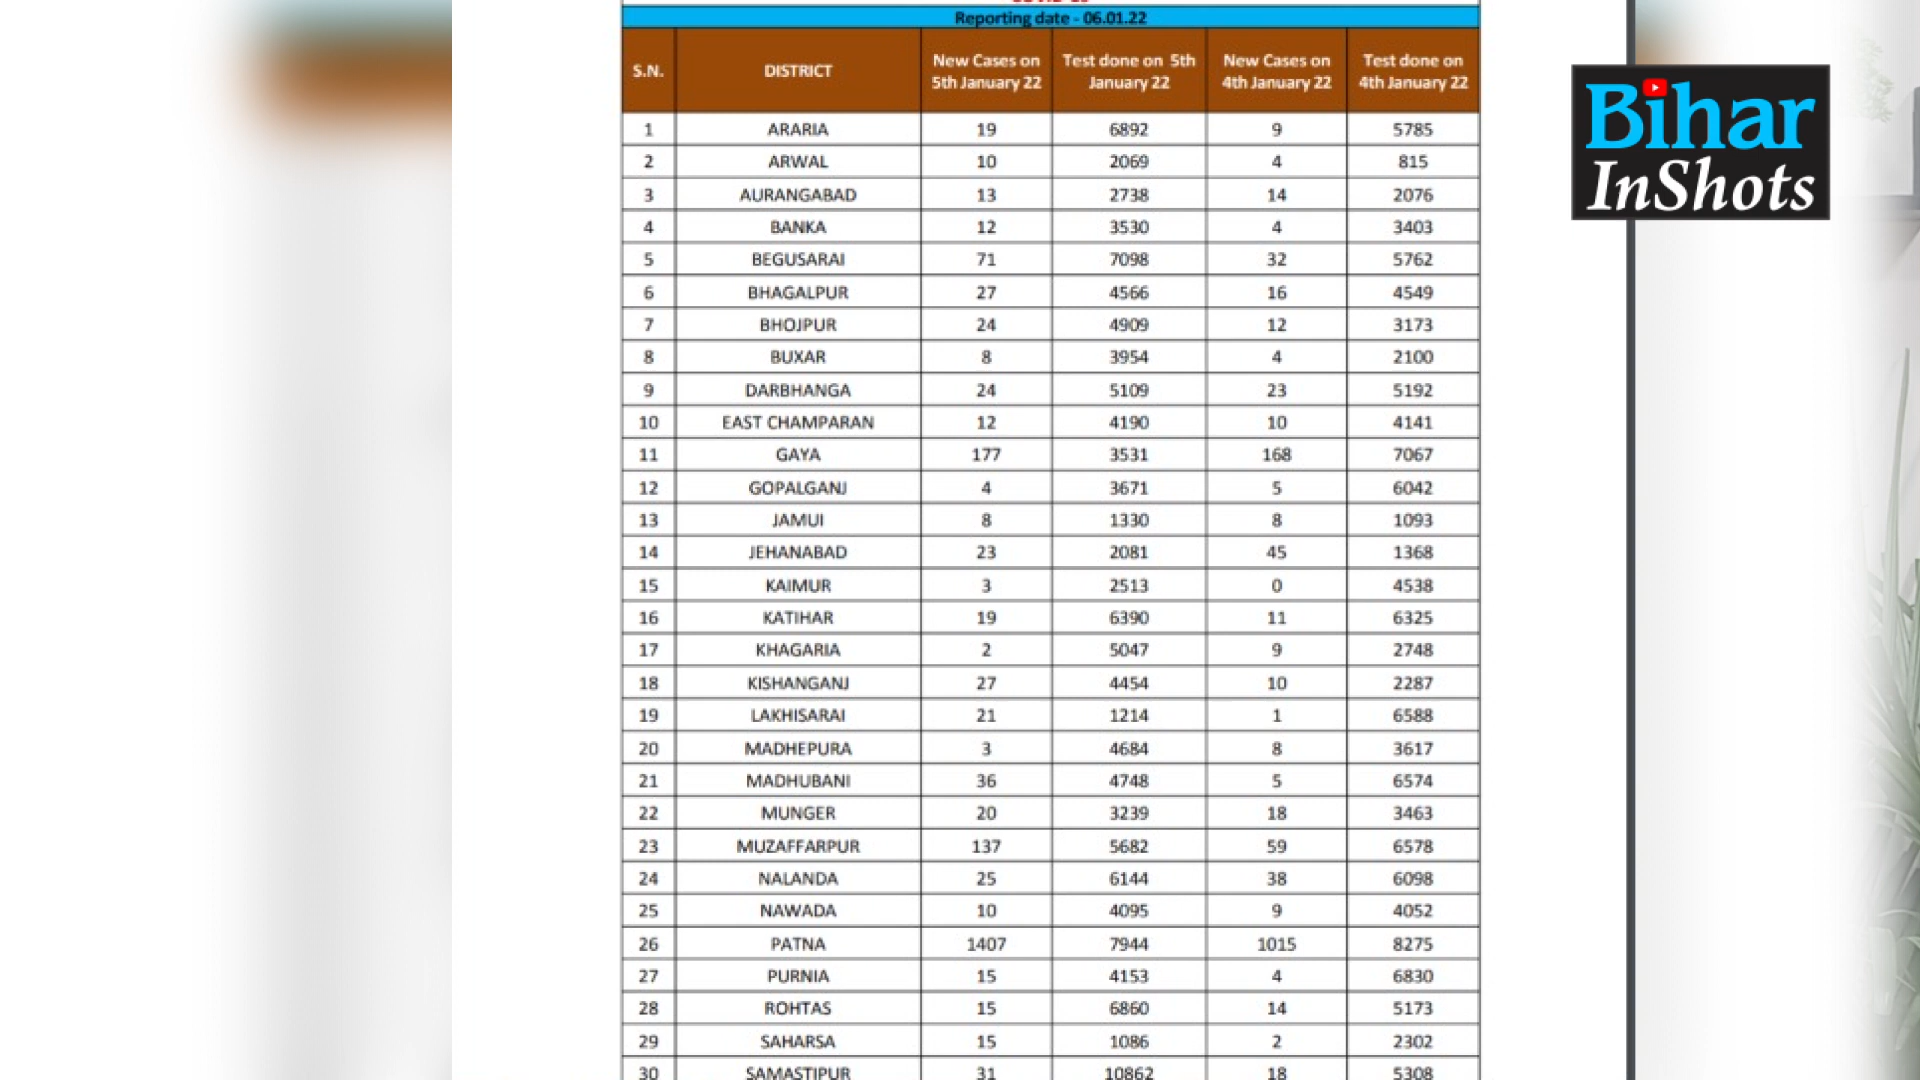 Reporting date - 06.01.22
S.N. DISTRICT New Cases on 5th January 22 Test done on 5th January 22 New Cases on 4th January 22 Test done on 4th January 22
1 ARARIA 19 6892 9 5785
2 ARWAL 10 2069 4 815
3 AURANGABAD 13 2738 14 2076
4 BANKA 12 3530 4 3403
5 BEGUSARAI 71 7098 32 5762
6 BHAGALPUR 27 4566 16 4549
7 BHOJPUR 24 4909 12 3173
8 BUXAR 8 3954 4 2100
9 DARBHANGA 24 5109 23 5192
10 EAST CHAMPARAN 12 4190 10 4141
11 GAYA 177 3531 168 7067
12 GOPALGANJ 4 3671 5 6042
13 JAMUI 8 1330 8 1093
14 JEHANABAD 23 2081 45 1368
15 KAIMUR 3 2513 0 4538
16 KATIHAR 19 6390 11 6325
17 KHAGARIA 2 5047 9 2748
18 KISHANGANJ 27 4454 10 2287
19 LAKHISARAI 21 1214 1 6588
20 MADHEPURA 3 4684 8 3617
21 MADHUBANI 36 4748 5 6574
22 MUNGER 20 3239 18 3463
23 MUZAFFARPUR 137 5682 59 6578
24 NALANDA 25 6144 38 6098
25 NAWADA 10 4095 9 4052
26 PATNA 1407 7944 1015 8275
27 PURNIA 15 4153 4 6830
28 ROHTAS 15 6860 14 5173
29 SAHARSA 15 1086 2 2302
30 SAMASTIPUR 31 10862 18 5308
Bihar
InShots